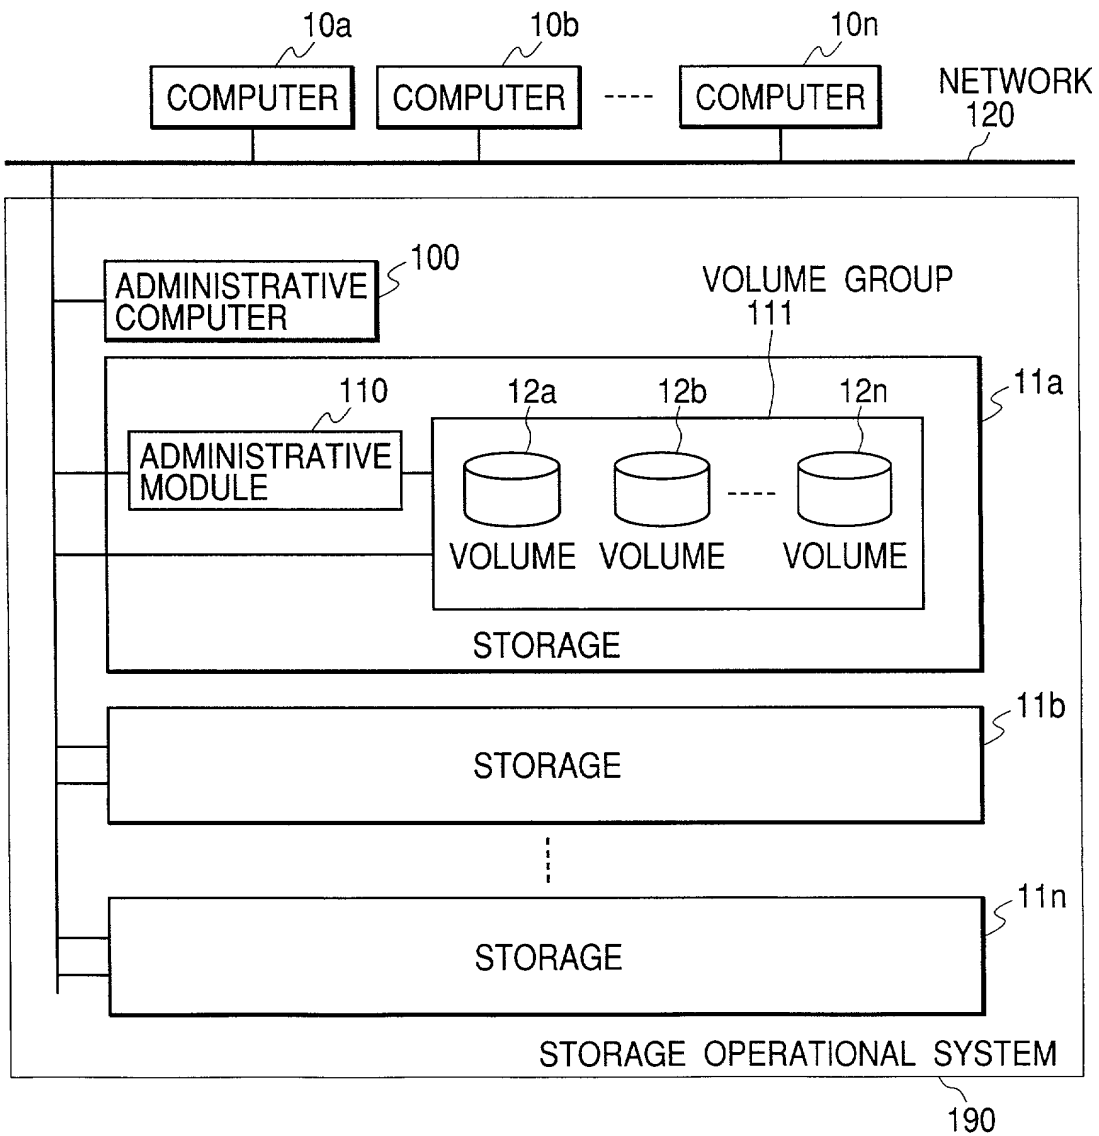 10a 10b 10n
COMPUTER COMPUTER COMPUTER
NETWORK
120
100
ADMINISTRATIVE
COMPUTER
VOLUME GROUP
111
11a
110
12a 12b 12n
ADMINISTRATIVE
MODULE
VOLUME VOLUME VOLUME
STORAGE
11b
STORAGE
11n
STORAGE
STORAGE OPERATIONAL SYSTEM
190